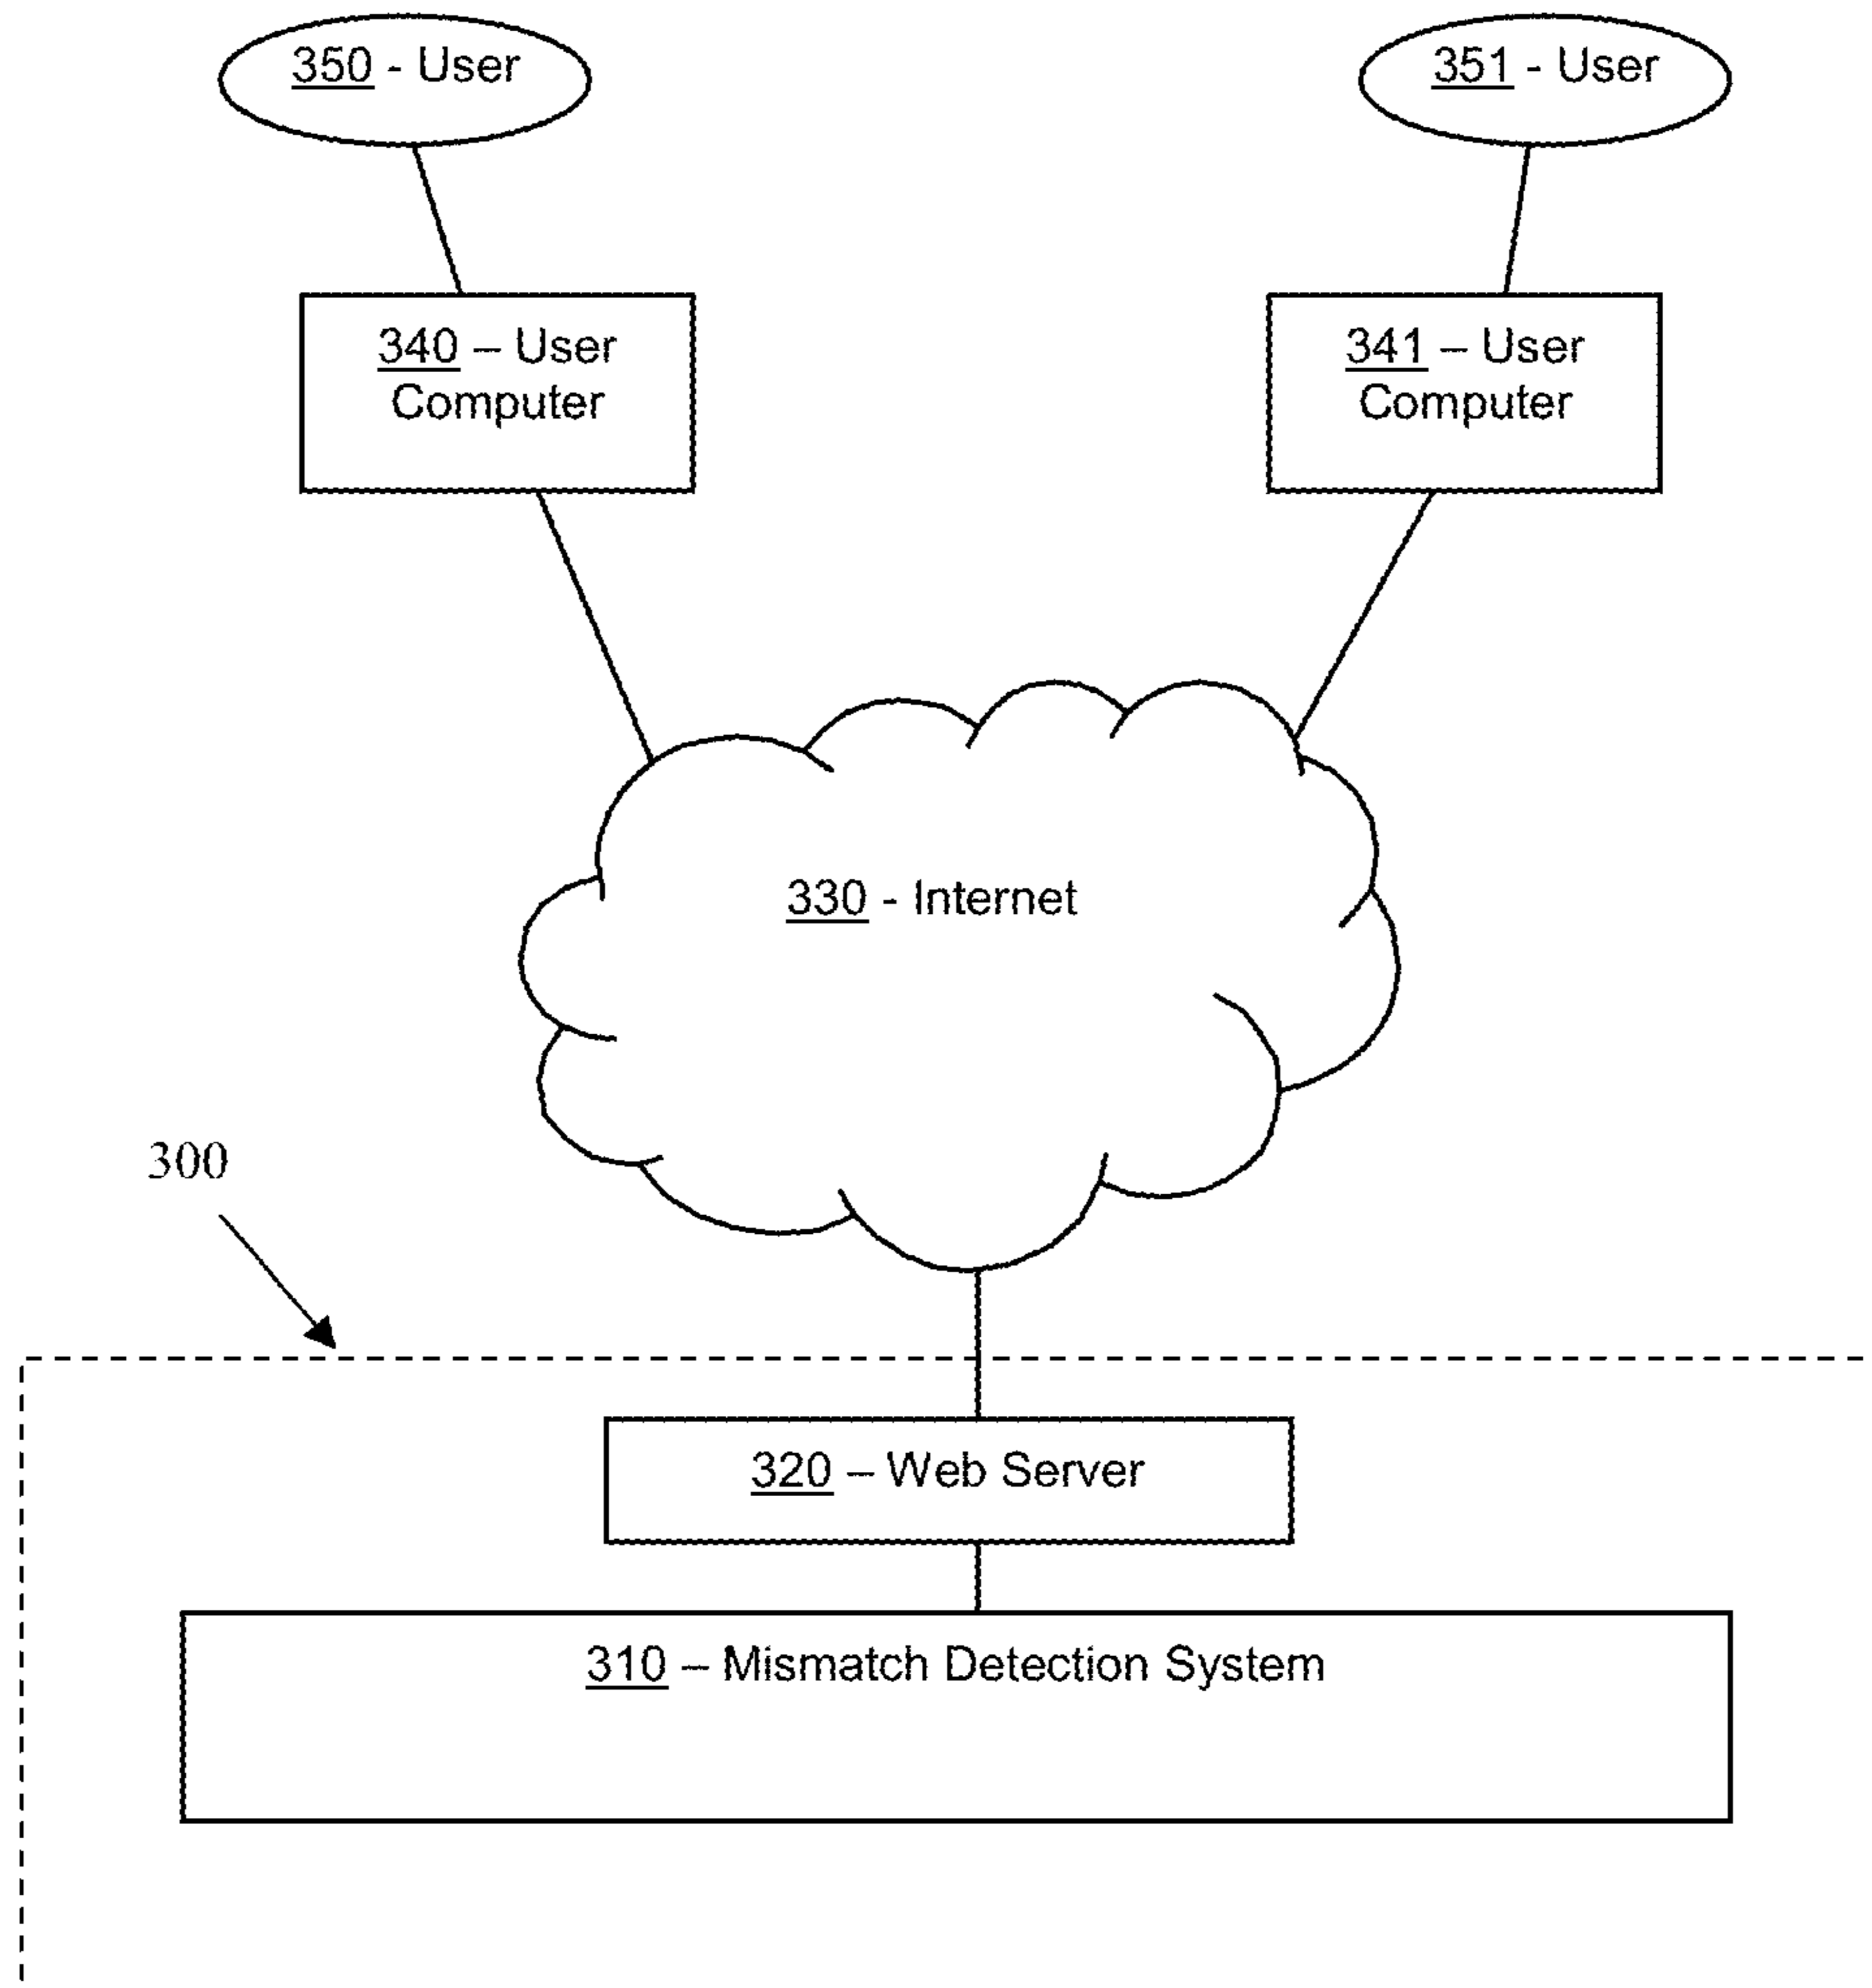 350 - User
351 - User
340 – User
Computer
341 – User
Computer
330 - Internet
300
320 – Web Server
310 – Mismatch Detection System